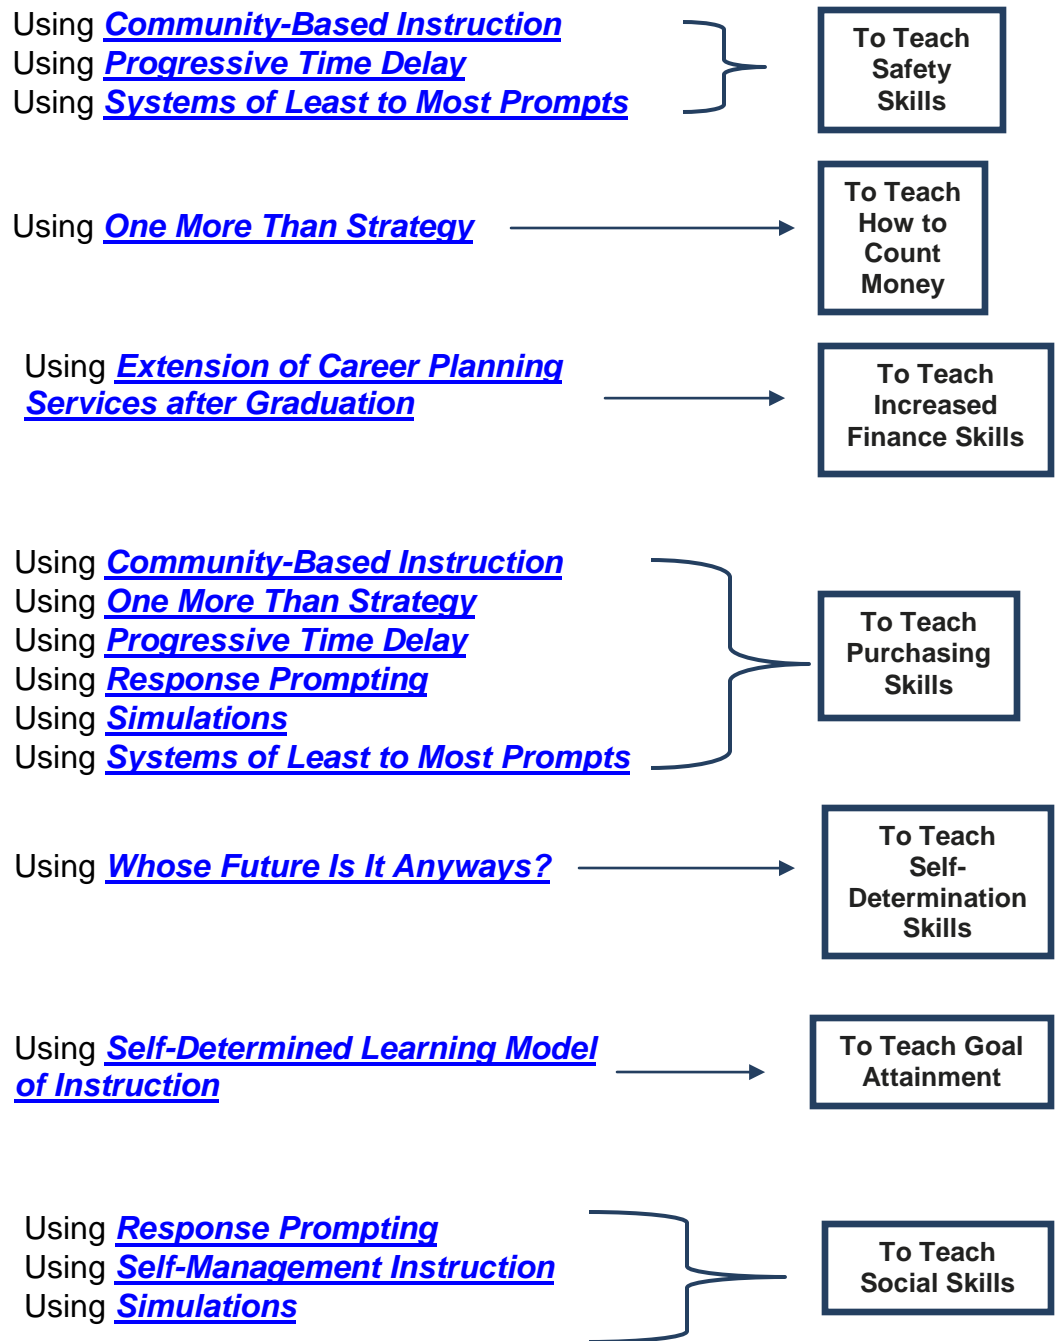 Using Community-Based Instruction
Using Progressive Time Delay
Using Systems of Least to Most Prompts
To Teach
Safety
Skills
Using One More Than Strategy
To Teach
How to
Count
Money
Using Extension of Career Planning
Services after Graduation
To Teach
Increased
Finance Skills
Using Community-Based Instruction
Using One More Than Strategy
Using Progressive Time Delay
Using Response Prompting
Using Simulations
Using Systems of Least to Most Prompts
To Teach
Purchasing
Skills
Using Whose Future Is It Anyways?
To Teach
Self-
Determination
Skills
Using Self-Determined Learning Model
of Instruction
To Teach Goal
Attainment
Using Response Prompting
Using Self-Management Instruction
Using Simulations
To Teach
Social Skills